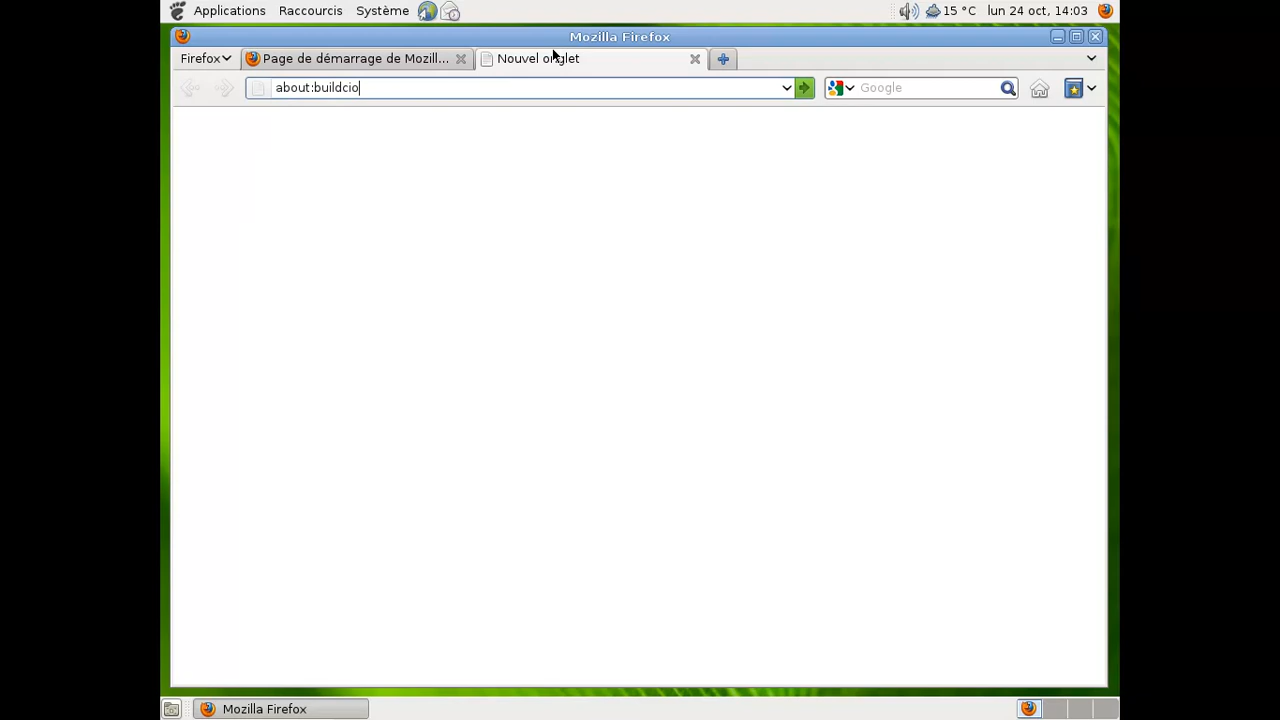 Applications Raccourcis Système 15 °C lun 24 oct, 14:03
Mozilla Firefox
Firefox Page de démarrage de Mozill... Nouvel onglet
about:buildcio Google
Mozilla Firefox